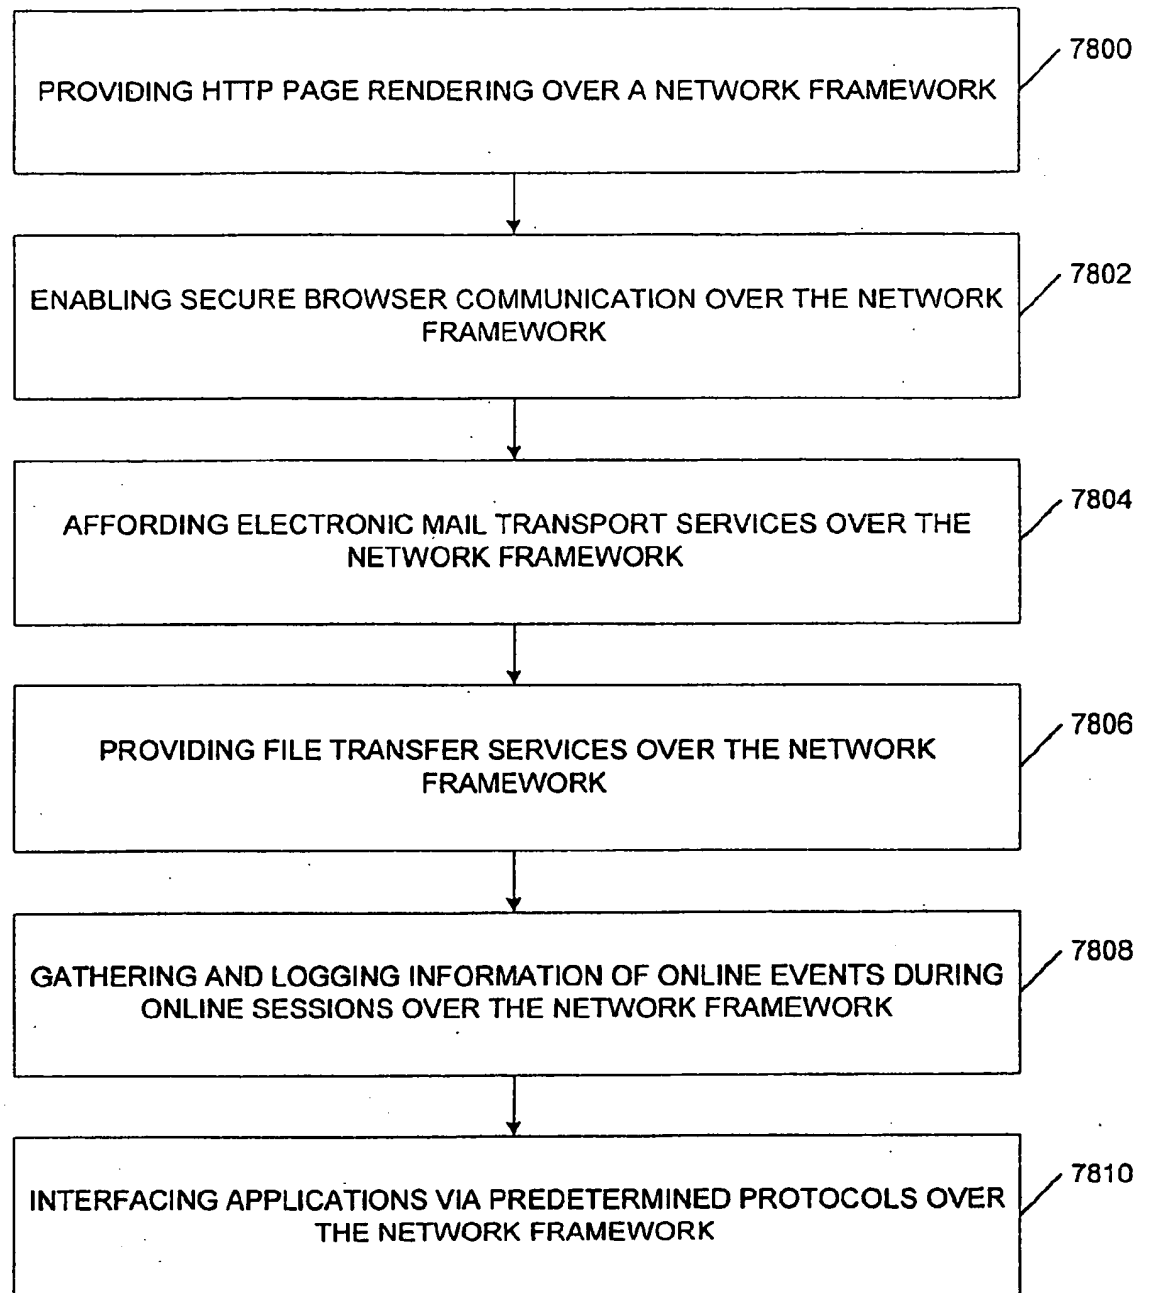 PROVIDING HTTP PAGE RENDERING OVER A NETWORK FRAMEWORK
7800
ENABLING SECURE BROWSER COMMUNICATION OVER THE NETWORK
FRAMEWORK
7802
AFFORDING ELECTRONIC MAIL TRANSPORT SERVICES OVER THE
NETWORK FRAMEWORK
7804
PROVIDING FILE TRANSFER SERVICES OVER THE NETWORK
FRAMEWORK
7806
GATHERING AND LOGGING INFORMATION OF ONLINE EVENTS DURING
ONLINE SESSIONS OVER THE NETWORK FRAMEWORK
7808
INTERFACING APPLICATIONS VIA PREDETERMINED PROTOCOLS OVER
THE NETWORK FRAMEWORK
7810